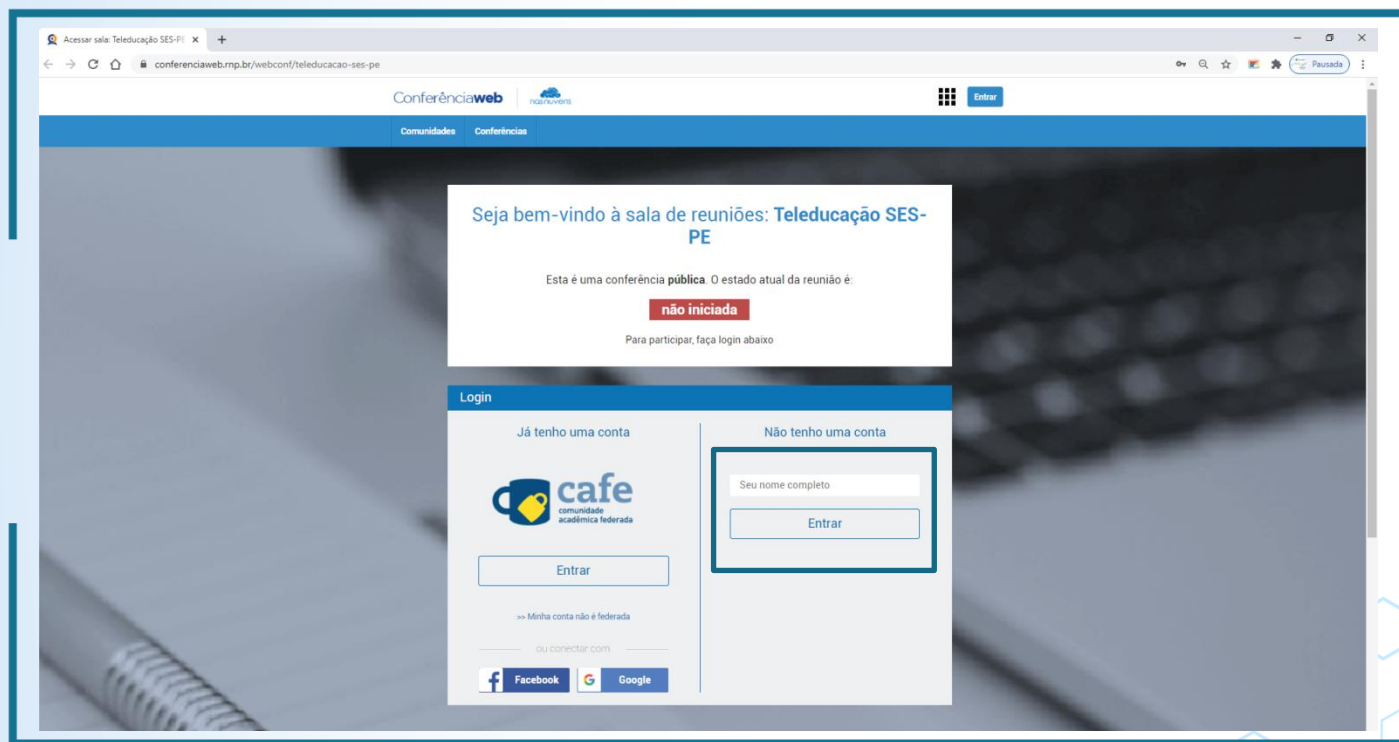 Acessar sala: Teleducação SES-PE
conferenciaweb.rnp.br/webconf/teleducacao-ses-pe
Pausada
Conferênciaweb
nasnuvens
Entrar
Comunidades Conferências
Seja bem-vindo à sala de reuniões: Teleducação SES-
PE
Esta é uma conferência pública. O estado atual da reunião é:
não iniciada
Para participar, faça login abaixo
Login
Já tenho uma conta
cafe
comunidade
acadêmica federada
Entrar
>> Minha conta não é federada
ou conectar com
Facebook
Google
Não tenho uma conta
Seu nome completo
Entrar